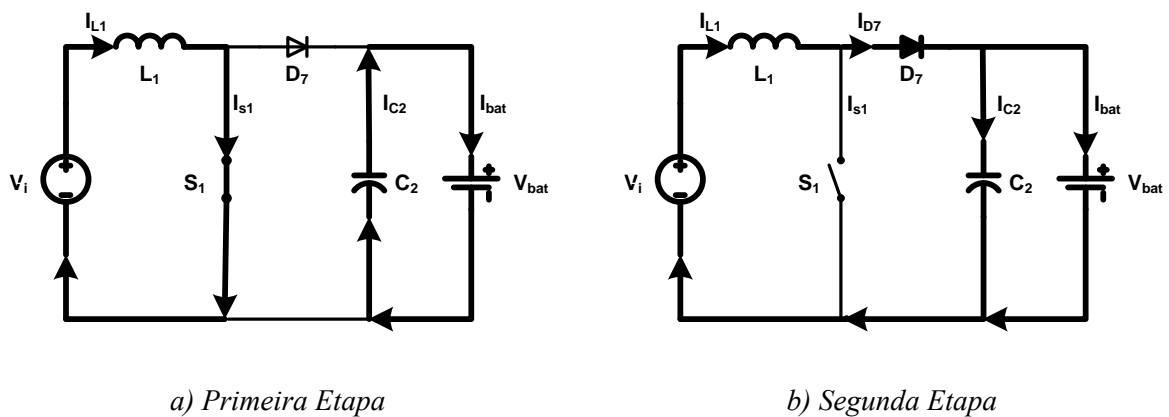 I_L1
L_1
D_7
I_s1
I_C2
I_bat
V_i
S_1
C_2
V_bat
a) Primeira Etapa
I_L1
I_D7
L_1
D_7
I_s1
I_C2
I_bat
V_i
S_1
C_2
V_bat
b) Segunda Etapa